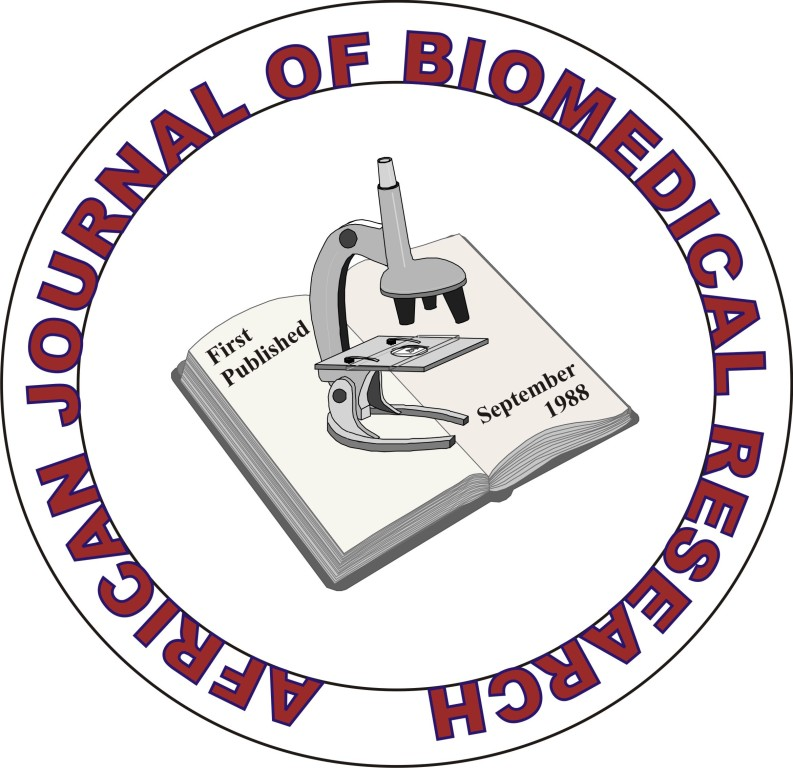 AFRICAN JOURNAL OF BIOMEDICAL RESEARCH
First
Published
September
1988